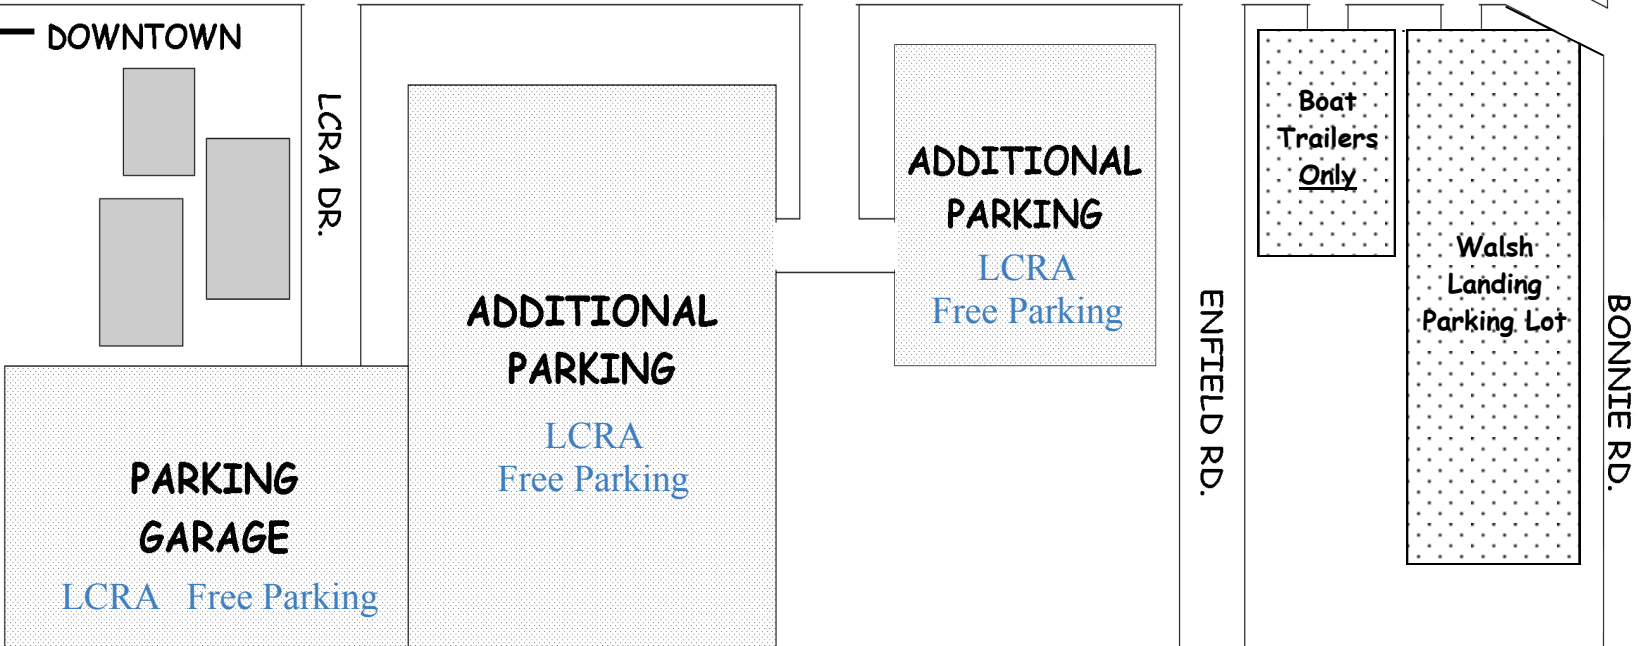 DOWNTOWN
LCRA DR.
ADDITIONAL
PARKING
LCRA
Free Parking
PARKING
GARAGE
LCRA Free Parking
ADDITIONAL
PARKING
LCRA
Free Parking
ENFIELD RD.
Boat
Trailers
Only
Walsh
Landing
Parking Lot
BONNIE RD.